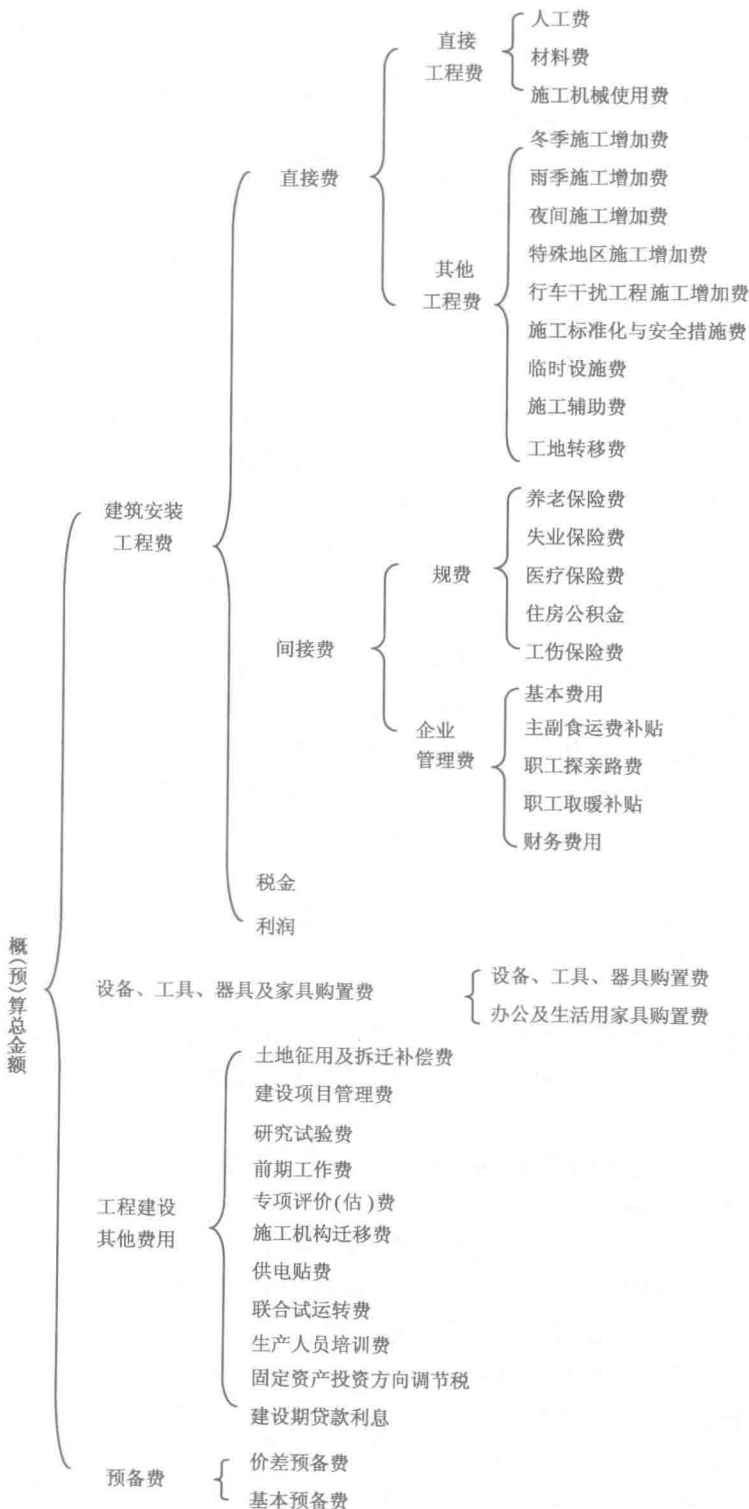 概(预)算总金额
建筑安装
工程费
直接费
直接
工程费
人工费
材料费
施工机械使用费
其他
工程费
冬季施工增加费
雨季施工增加费
夜间施工增加费
特殊地区施工增加费
行车干扰工程施工增加费
施工标准化与安全措施费
临时设施费
施工辅助费
工地转移费
间接费
规费
养老保险费
失业保险费
医疗保险费
住房公积金
工伤保险费
企业
管理费
基本费用
主副食运费补贴
职工探亲路费
职工取暖补贴
财务费用
税金
利润
设备、工具、器具及家具购置费
设备、工具、器具购置费
办公及生活用家具购置费
工程建设
其他费用
土地征用及拆迁补偿费
建设项目管理费
研究试验费
前期工作费
专项评价(估)费
施工机构迁移费
供电贴费
联合试运转费
生产人员培训费
固定资产投资方向调节税
建设期贷款利息
预备费
价差预备费
基本预备费